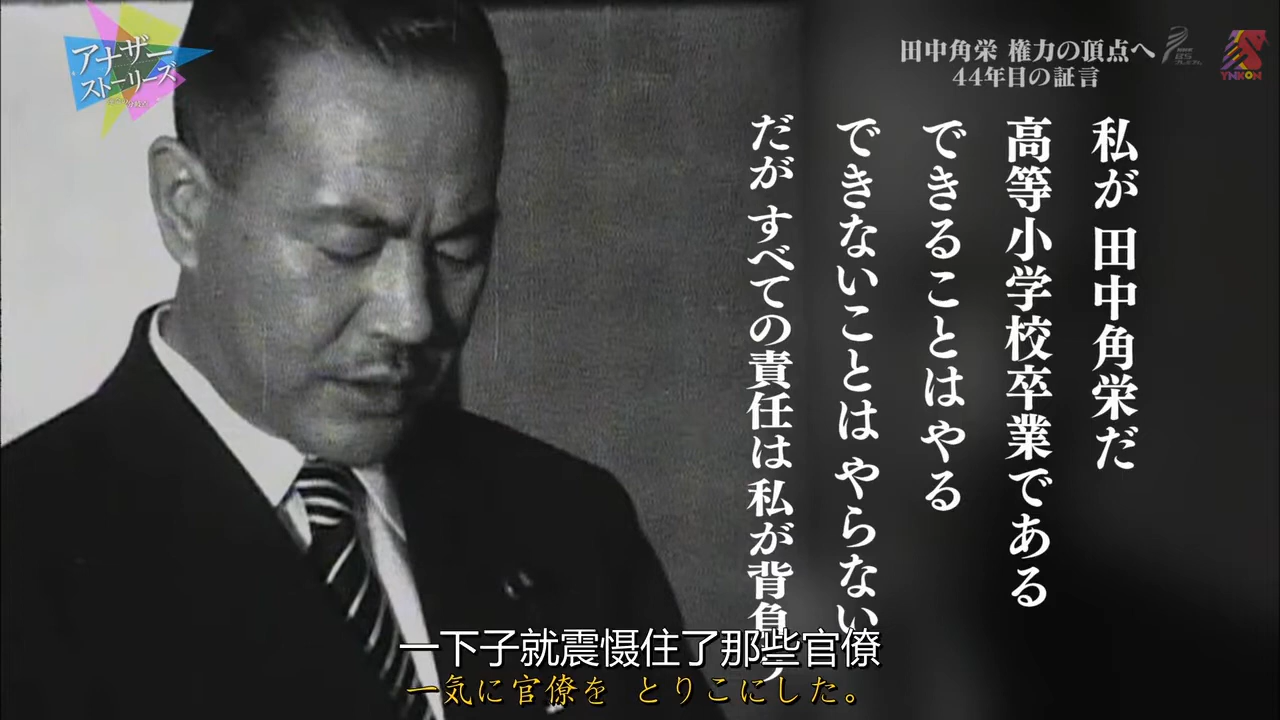 アナザー
ストーリーズ
田中角栄 権力の頂点へ
44年目の証言
YNKON
私が 田中角栄だ
高等小学校卒業である
できることは やる
できないことは やらない
だが すべての責任は 私が背負う
一下子就震慑住了那些官僚
一気に官僚を とりこにした。